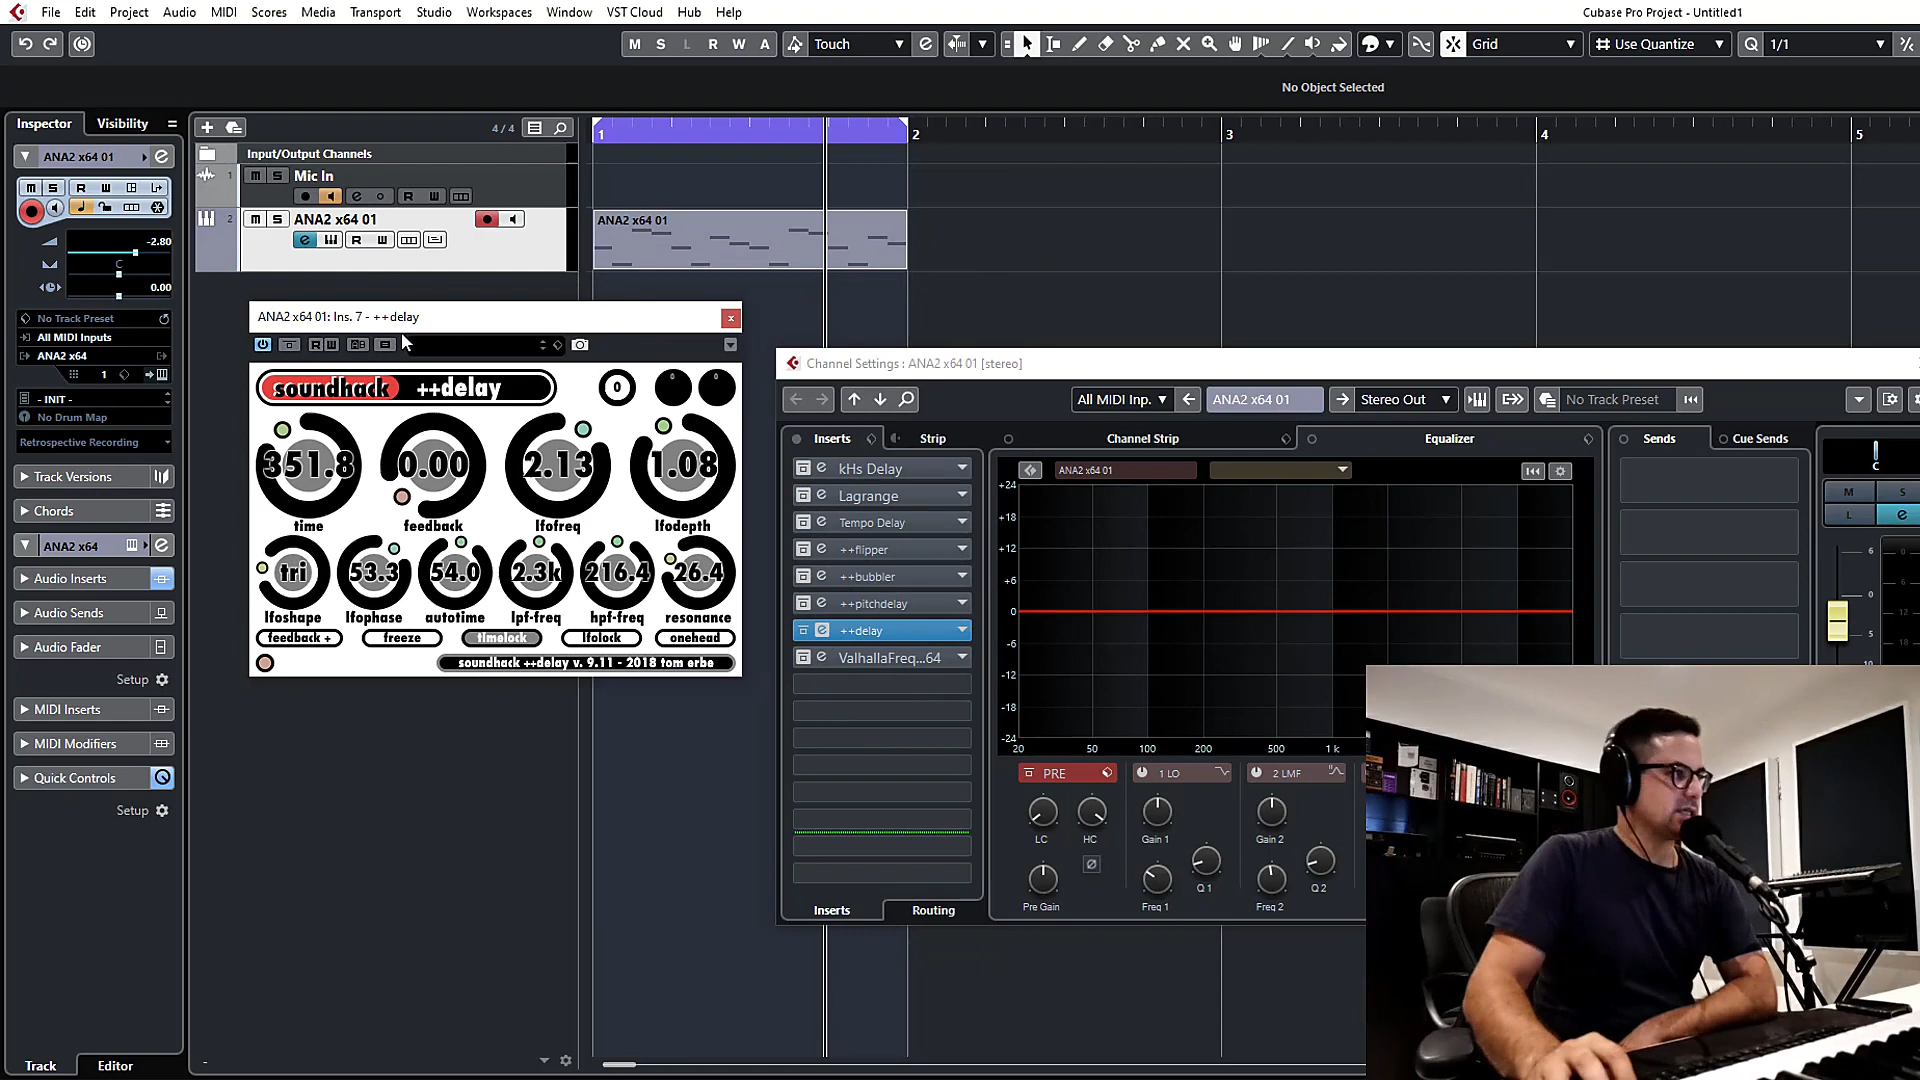 File Edit Project Audio MIDI Scores Media Transport Studio Workspaces Window VST Cloud Hub Help
Cubase Pro Project - Untitled1
M S L R W A Touch Grid Use Quantize Q 1/1
No Object Selected
Inspector Visibility
4/4
1 2 3 4 5
ANA2 x64 01
Input/Output Channels
m S R W
1 m S Mic In
R W
2 m S ANA2 x64 01
R W
ANA2 x64 01
-2.80
C
0.00
No Track Preset
All MIDI Inputs
ANA2 x64
1
- INIT -
No Drum Map
Retrospective Recording
Track Versions
Chords
ANA2 x64
Audio Inserts
Audio Sends
Audio Fader
Setup
MIDI Inserts
MIDI Modifiers
Quick Controls
Setup
Track Editor
ANA2 x64 01: Ins. 7 - ++delay
x
R W
soundhack ++delay
0
351.8 0.00 2.13 1.08
time feedback lfofreq lfodepth
tri 53.3 54.0 2.3k 216.4 26.4
lfoshape lfophase autotime lpf-freq hpf-freq resonance
feedback + freeze timelock lfolock onehead
soundhack ++delay v. 9.11 - 2018 tom erbe
Channel Settings : ANA2 x64 01 [stereo]
All MIDI Inp. ANA2 x64 01 Stereo Out No Track Preset
Inserts Strip Channel Strip Equalizer Sends Cue Sends
kHs Delay
Lagrange
Tempo Delay
++flipper
++bubbler
++pitchdelay
++delay
ValhallaFreq...64
Inserts Routing
ANA2 x64 01
+24
+18
+12
+6
0
-6
-12
-18
-24
20 50 100 200 500 1 k
PRE 1 LO 2 LMF
LC HC Gain 1 Gain 2
Q 1 Q 2
Pre Gain Freq 1 Freq 2
C
M S
L e
6
0
5
10
0
6
12